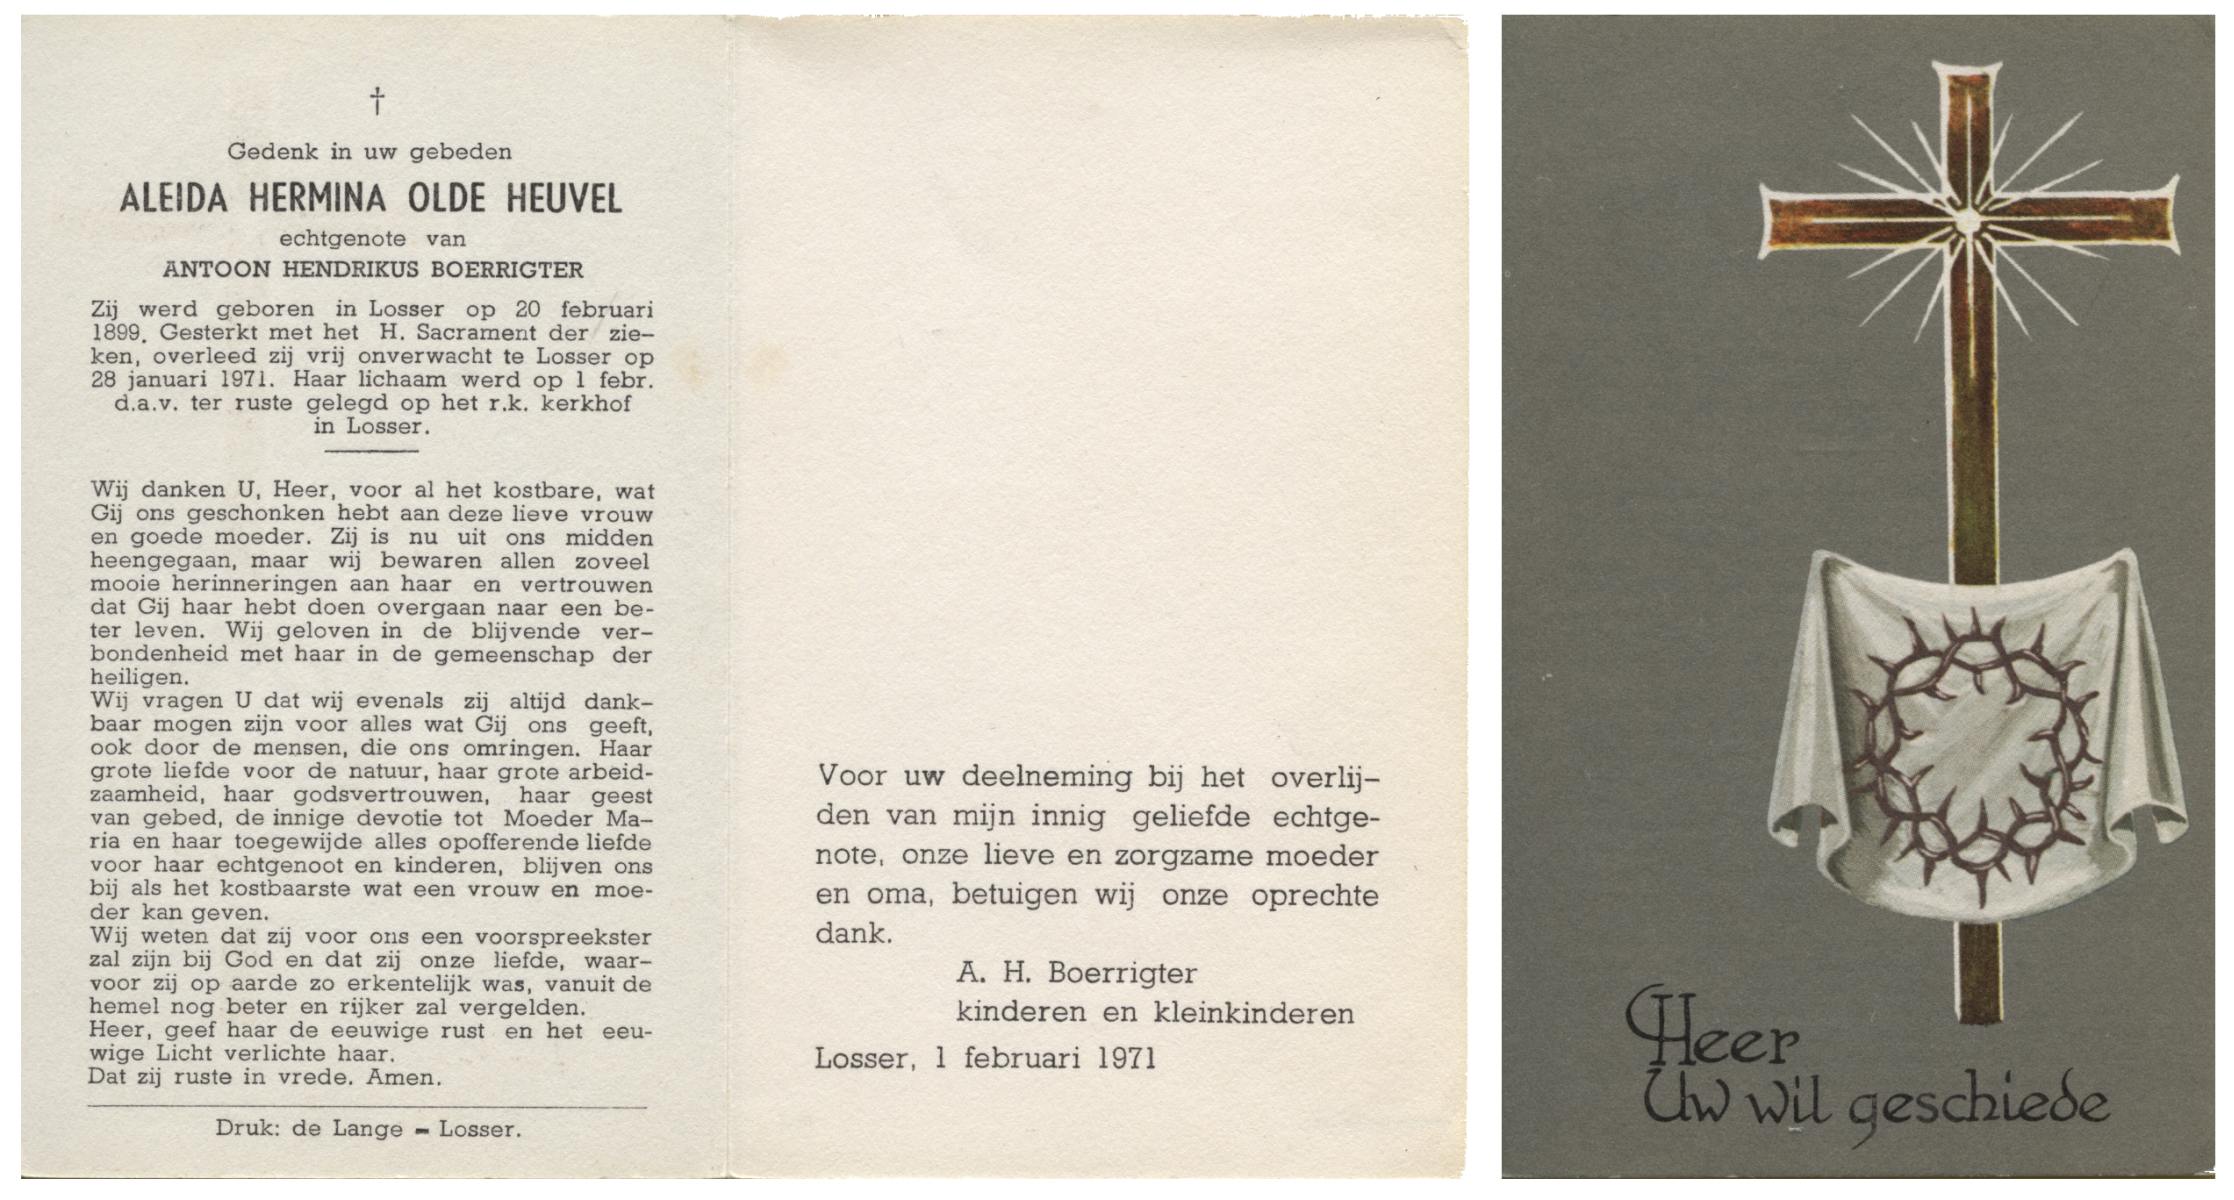 †
Gedenk in uw gebeden
ALEIDA HERMINA OLDE HEUVEL
echtgenote van
ANTOON HENDRIKUS BOERRIGTER
Zij werd geboren in Losser op 20 februari
1899. Gesterkt met het H. Sacrament der zie-
ken, overleed zij vrij onverwacht te Losser op
28 januari 1971. Haar lichaam werd op 1 febr.
d.a.v. ter ruste gelegd op het r.k. kerkhof
in Losser.
Wij danken U, Heer, voor al het kostbare, wat
Gij ons geschonken hebt aan deze lieve vrouw
en goede moeder. Zij is nu uit ons midden
heengegaan, maar wij bewaren allen zoveel
mooie herinneringen aan haar en vertrouwen
dat Gij haar hebt doen overgaan naar een be-
ter leven. Wij geloven in de blijvende ver-
bondenheid met haar in de gemeenschap der
heiligen.
Wij vragen U dat wij evenals zij altijd dank-
baar mogen zijn voor alles wat Gij ons geeft,
ook door de mensen, die ons omringen. Haar
grote liefde voor de natuur, haar grote arbeid-
zaamheid, haar godsvertrouwen, haar geest
van gebed, de innige devotie tot Moeder Ma-
ria en haar toegewijde alles opofferende liefde
voor haar echtgenoot en kinderen, blijven ons
bij als het kostbaarste wat een vrouw en moe-
der kan geven.
Wij weten dat zij voor ons een voorspreekster
zal zijn bij God en dat zij onze liefde, waar-
voor zij op aarde zo erkentelijk was, vanuit de
hemel nog beter en rijker zal vergelden.
Heer, geef haar de eeuwige rust en het eeu-
wige Licht verlichte haar.
Dat zij ruste in vrede. Amen.
Druk: de Lange - Losser.
Voor uw deelneming bij het overlij-
den van mijn innig geliefde echtge-
note, onze lieve en zorgzame moeder
en oma, betuigen wij onze oprechte
dank.
A. H. Boerrigter
kinderen en kleinkinderen
Losser, 1 februari 1971
Heer
Uw wil geschiede